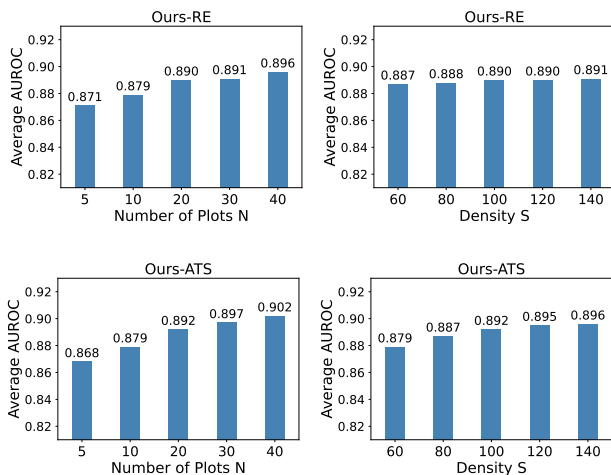 Ours-RE
Average AUROC
0.92
0.90
0.88
0.86
0.84
0.82
0.871
0.879
0.890
0.891
0.896
5 10 20 30 40
Number of Plots N
Ours-RE
Average AUROC
0.92
0.90
0.88
0.86
0.84
0.82
0.887
0.888
0.890
0.890
0.891
60 80 100 120 140
Density S
Ours-ATS
Average AUROC
0.92
0.90
0.88
0.86
0.84
0.82
0.868
0.879
0.892
0.897
0.902
5 10 20 30 40
Number of Plots N
Ours-ATS
Average AUROC
0.92
0.90
0.88
0.86
0.84
0.82
0.879
0.887
0.892
0.895
0.896
60 80 100 120 140
Density S